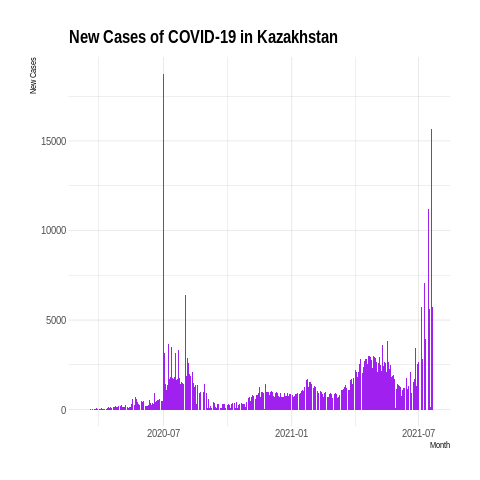 New Cases of COVID-19 in Kazakhstan
New Cases
15000
10000
5000
0
2020-07
2021-01
2021-07
Month